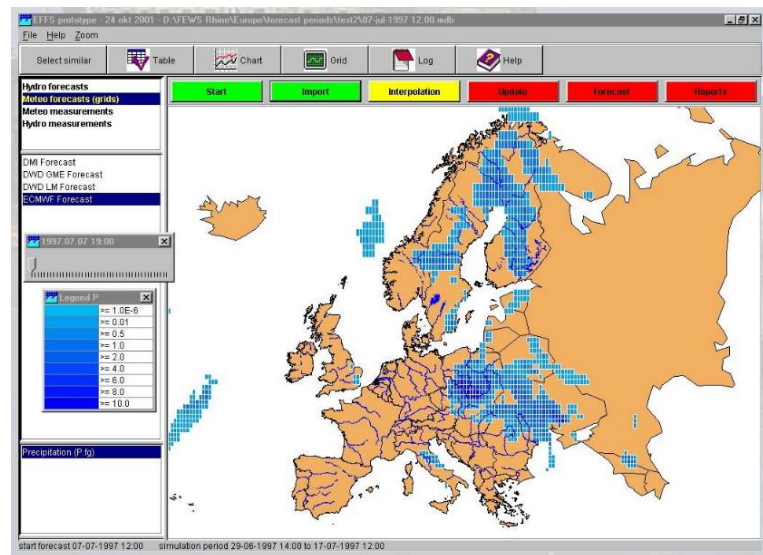 EFFS prototype - 24 okt 2001 - D:\FEWS Rhine\Europe\forecast periods\test2\07-jul-1997 12.00.mdb
File Help Zoom
Select similar Table Chart Grid Log Help
Hydro forecasts
Meteo forecasts (grids)
Meteo measurements
Hydro measurements
Start Import Interpolation Update Forecast Reports
DMI Forecast
DWD GME Forecast
DWD LM Forecast
ECMWF Forecast
1997.07.07 19:00
Legend P
>= 1.0E-6
>= 0.01
>= 0.5
>= 1.0
>= 2.0
>= 4.0
>= 6.0
>= 8.0
>= 10.0
Precipitation (P.fg)
start forecast 07-07-1997 12:00 simulation period 29-06-1997 14:00 to 17-07-1997 12:00